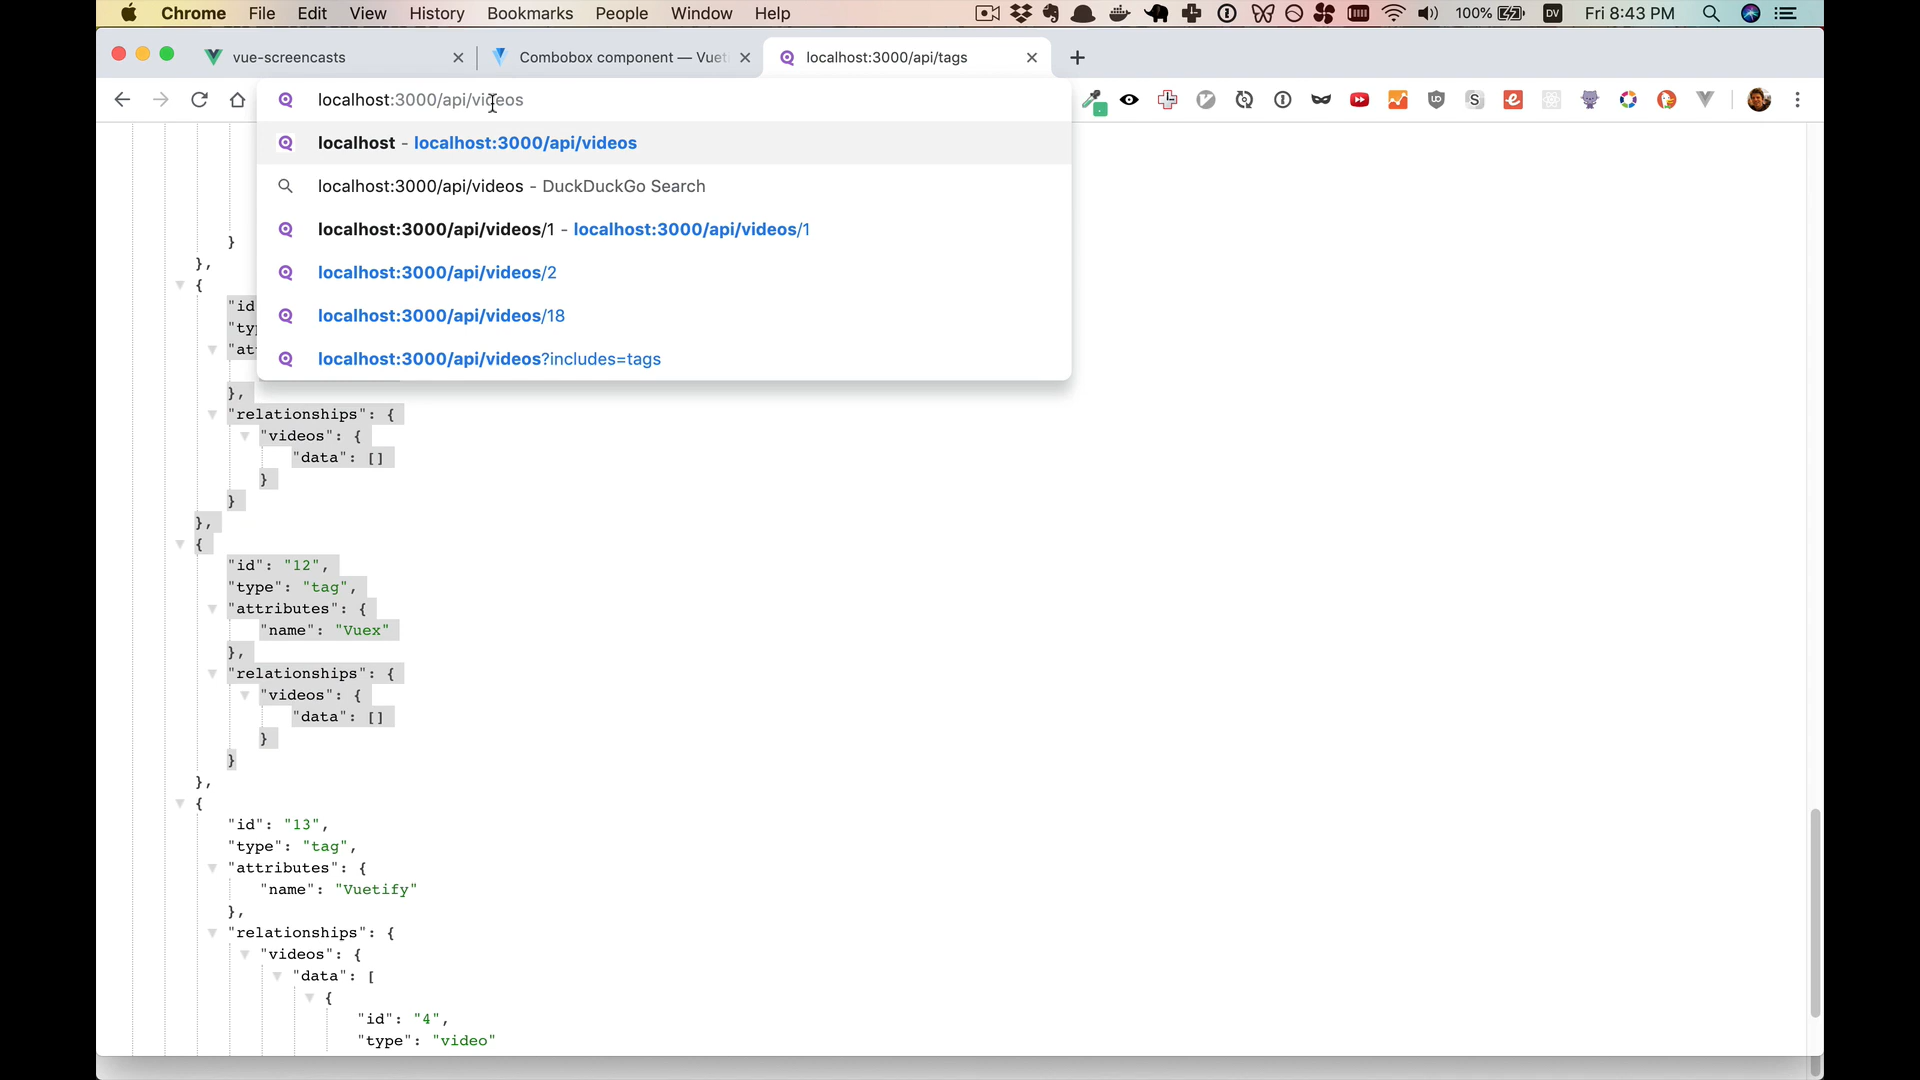 Chrome File Edit View History Bookmarks People Window Help 100% DV Fri 8:43 PM
vue-screencasts Combobox component — Vuet localhost:3000/api/tags
localhost:3000/api/videos
localhost - localhost:3000/api/videos
localhost:3000/api/videos - DuckDuckGo Search
localhost:3000/api/videos/1 - localhost:3000/api/videos/1
localhost:3000/api/videos/2
localhost:3000/api/videos/18
localhost:3000/api/videos?includes=tags
}
},
{
"id
"ty
"at
},
"relationships": {
"videos": {
"data": []
}
}
},
{
"id": "12",
"type": "tag",
"attributes": {
"name": "Vuex"
},
"relationships": {
"videos": {
"data": []
}
}
},
{
"id": "13",
"type": "tag",
"attributes": {
"name": "Vuetify"
},
"relationships": {
"videos": {
"data": [
{
"id": "4",
"type": "video"